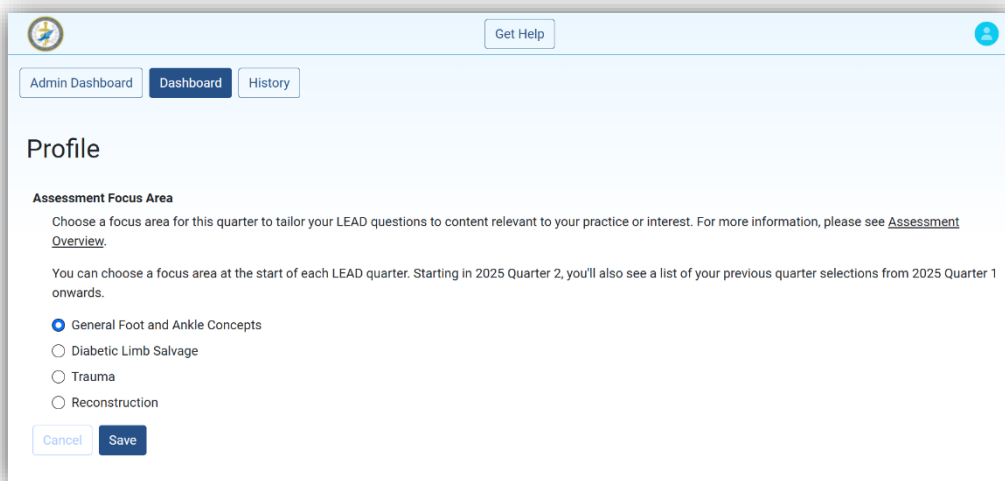 Get Help
Admin Dashboard Dashboard History
Profile
Assessment Focus Area
Choose a focus area for this quarter to tailor your LEAD questions to content relevant to your practice or interest. For more information, please see Assessment
Overview.
You can choose a focus area at the start of each LEAD quarter. Starting in 2025 Quarter 2, you'll also see a list of your previous quarter selections from 2025 Quarter 1
onwards.
General Foot and Ankle Concepts
Diabetic Limb Salvage
Trauma
Reconstruction
Cancel Save